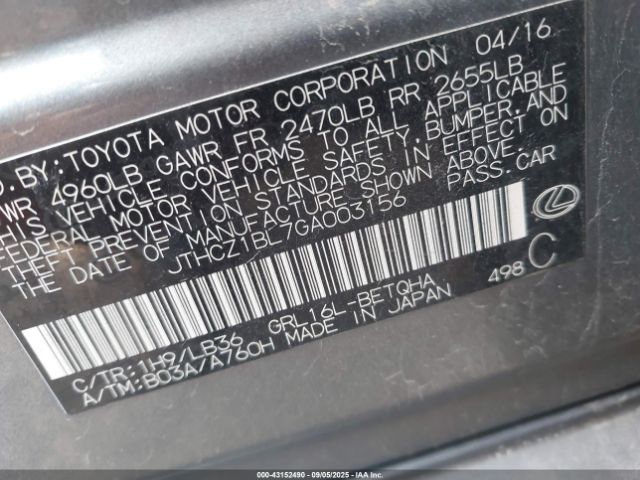 D. BY: TOYOTA MOTOR CORPORATION 04/16
WR 4960LB GAWR FR 2470LB RR 2655LB
HIS VEHICLE CONFORMS TO ALL APPLICABLE
FEDERAL MOTOR VEHICLE SAFETY, BUMPER, AND
THEFT PREVENTION STANDARDS IN EFFECT ON
THE DATE OF MANUFACTURE SHOWN ABOVE.
JTHCZ1BL7GA003156 PASS. CAR
498 C
C/TR: 1H9/LB36 GRL16L-BETQHA
A/TM: B03A/A760H MADE IN JAPAN
000-43152490 - 09/05/2025 - IAAI.com